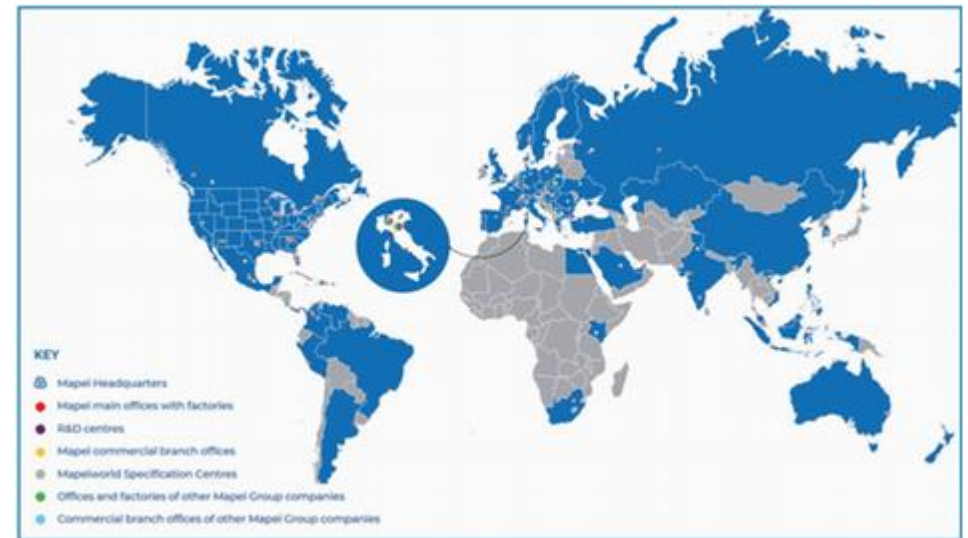 KEY
Mapei Headquarters
Mapei main offices with factories
R&D centres
Mapei commercial branch offices
Mapeiworld Specification Centres
Offices and factories of other Mapei Group companies
Commercial branch offices of other Mapei Group companies